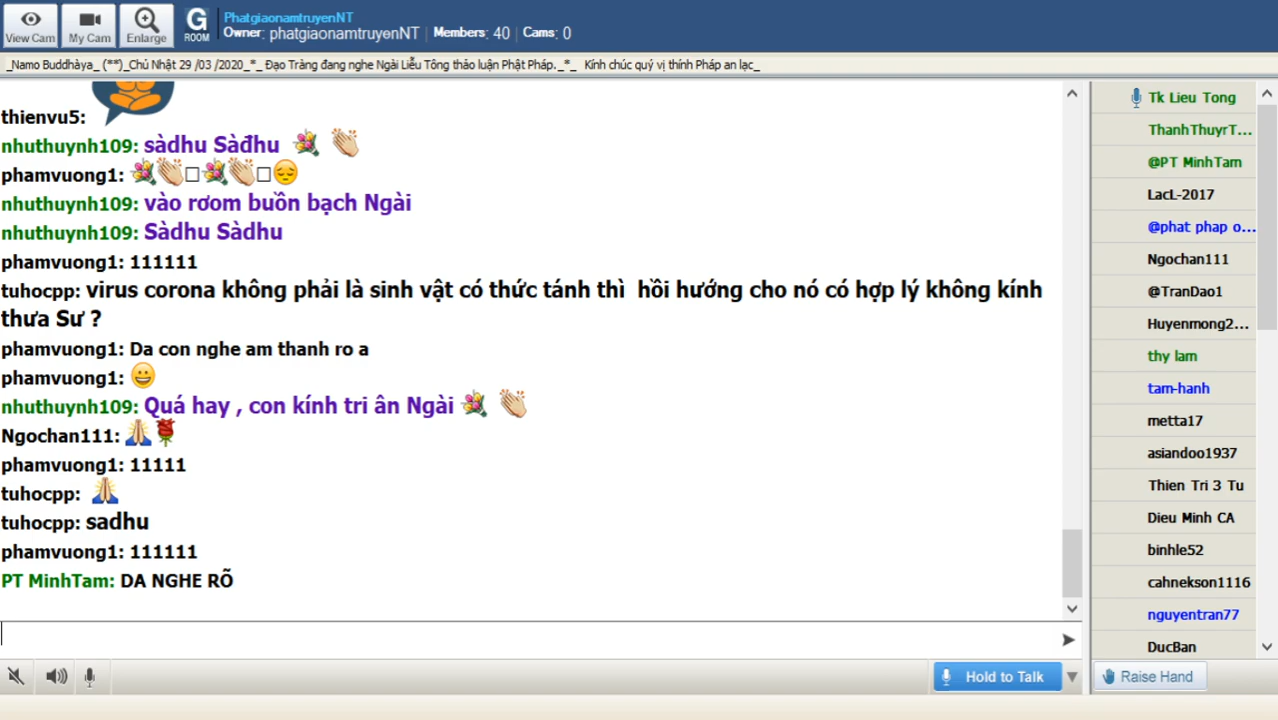 PhatgiaonamtruyenNT
View Cam My Cam Enlarge G ROOM Owner: phatgiaonamtruyenNT | Members: 40 | Cams: 0
_Namo Buddhàya_ (**)_Chủ Nhật 29 /03 /2020_*_ Đạo Tràng đang nghe Ngài Liễu Tông thảo luận Phật Pháp._*_ Kính chúc quý vị thính Pháp an lạc_
thienvu5:
nhuthuynh109: sàdhu Sàđhu 💐 👏
phamvuong1: 💐👏□💐👏□😔
nhuthuynh109: vào rơom buồn bạch Ngài
nhuthuynh109: Sàdhu Sàdhu
phamvuong1: 111111
tuhocpp: virus corona không phải là sinh vật có thức tánh thì hồi hướng cho nó có hợp lý không kính
thưa Sư ?
phamvuong1: Da con nghe am thanh ro a
phamvuong1: 😀
nhuthuynh109: Quá hay , con kính tri ân Ngài 💐 👏
Ngochan111: 🙏🌹
phamvuong1: 11111
tuhocpp: 🙏
tuhocpp: sadhu
phamvuong1: 111111
PT MinhTam: DA NGHE RÕ
Tk Lieu Tong
ThanhThuyrT...
@PT MinhTam
LacL-2017
@phat phap o...
Ngochan111
@TranDao1
Huyenmong2...
thy lam
tam-hanh
metta17
asiandoo1937
Thien Tri 3 Tu
Dieu Minh CA
binhle52
cahnekson1116
nguyentran77
DucBan
Hold to Talk
Raise Hand